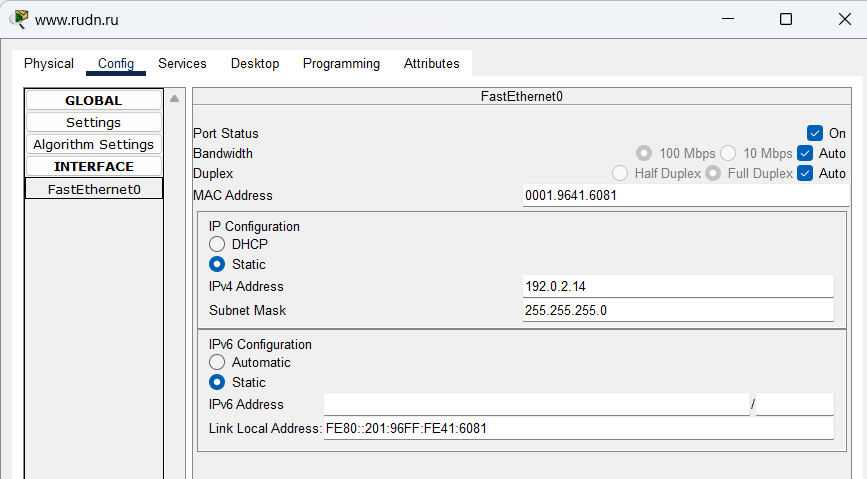 www.rudn.ru
Physical Config Services Desktop Programming Attributes
GLOBAL
Settings
Algorithm Settings
INTERFACE
FastEthernet0
FastEthernet0
Port Status On
Bandwidth 100 Mbps 10 Mbps Auto
Duplex Half Duplex Full Duplex Auto
MAC Address 0001.9641.6081
IP Configuration
DHCP
Static
IPv4 Address 192.0.2.14
Subnet Mask 255.255.255.0
IPv6 Configuration
Automatic
Static
IPv6 Address /
Link Local Address: FE80::201:96FF:FE41:6081